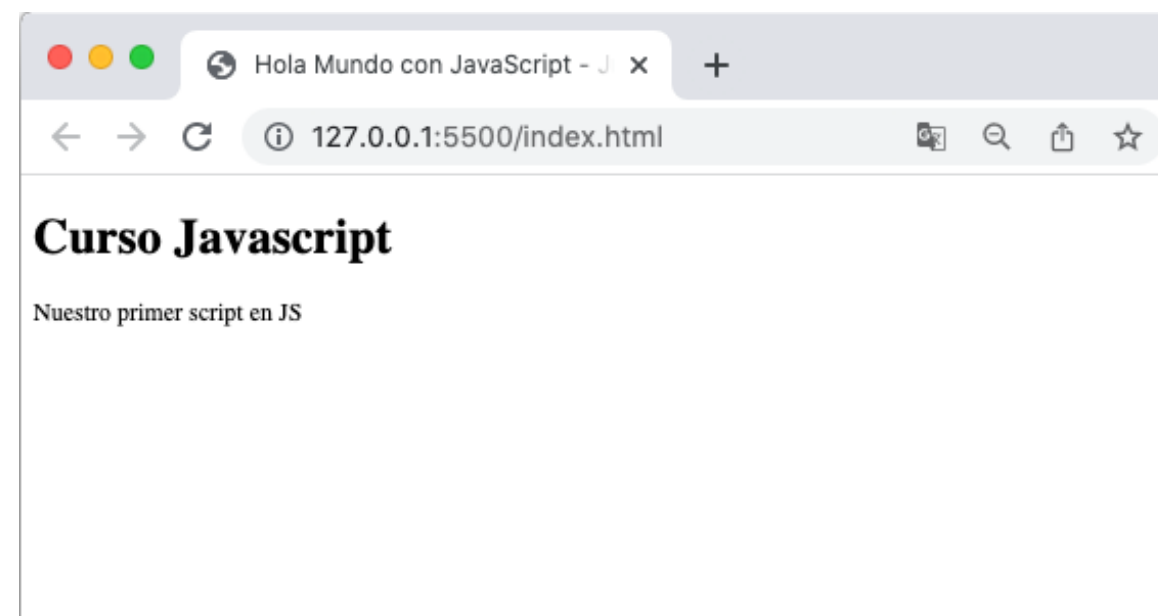 Hola Mundo con JavaScript - J
127.0.0.1:5500/index.html
Curso Javascript
Nuestro primer script en JS